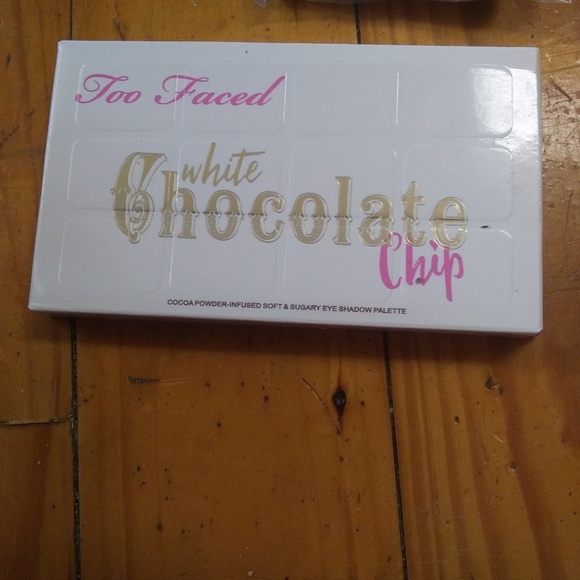 Too Faced
white
Chocolate
Chip
COCOA POWDER-INFUSED SOFT & SUGARY EYE SHADOW PALETTE